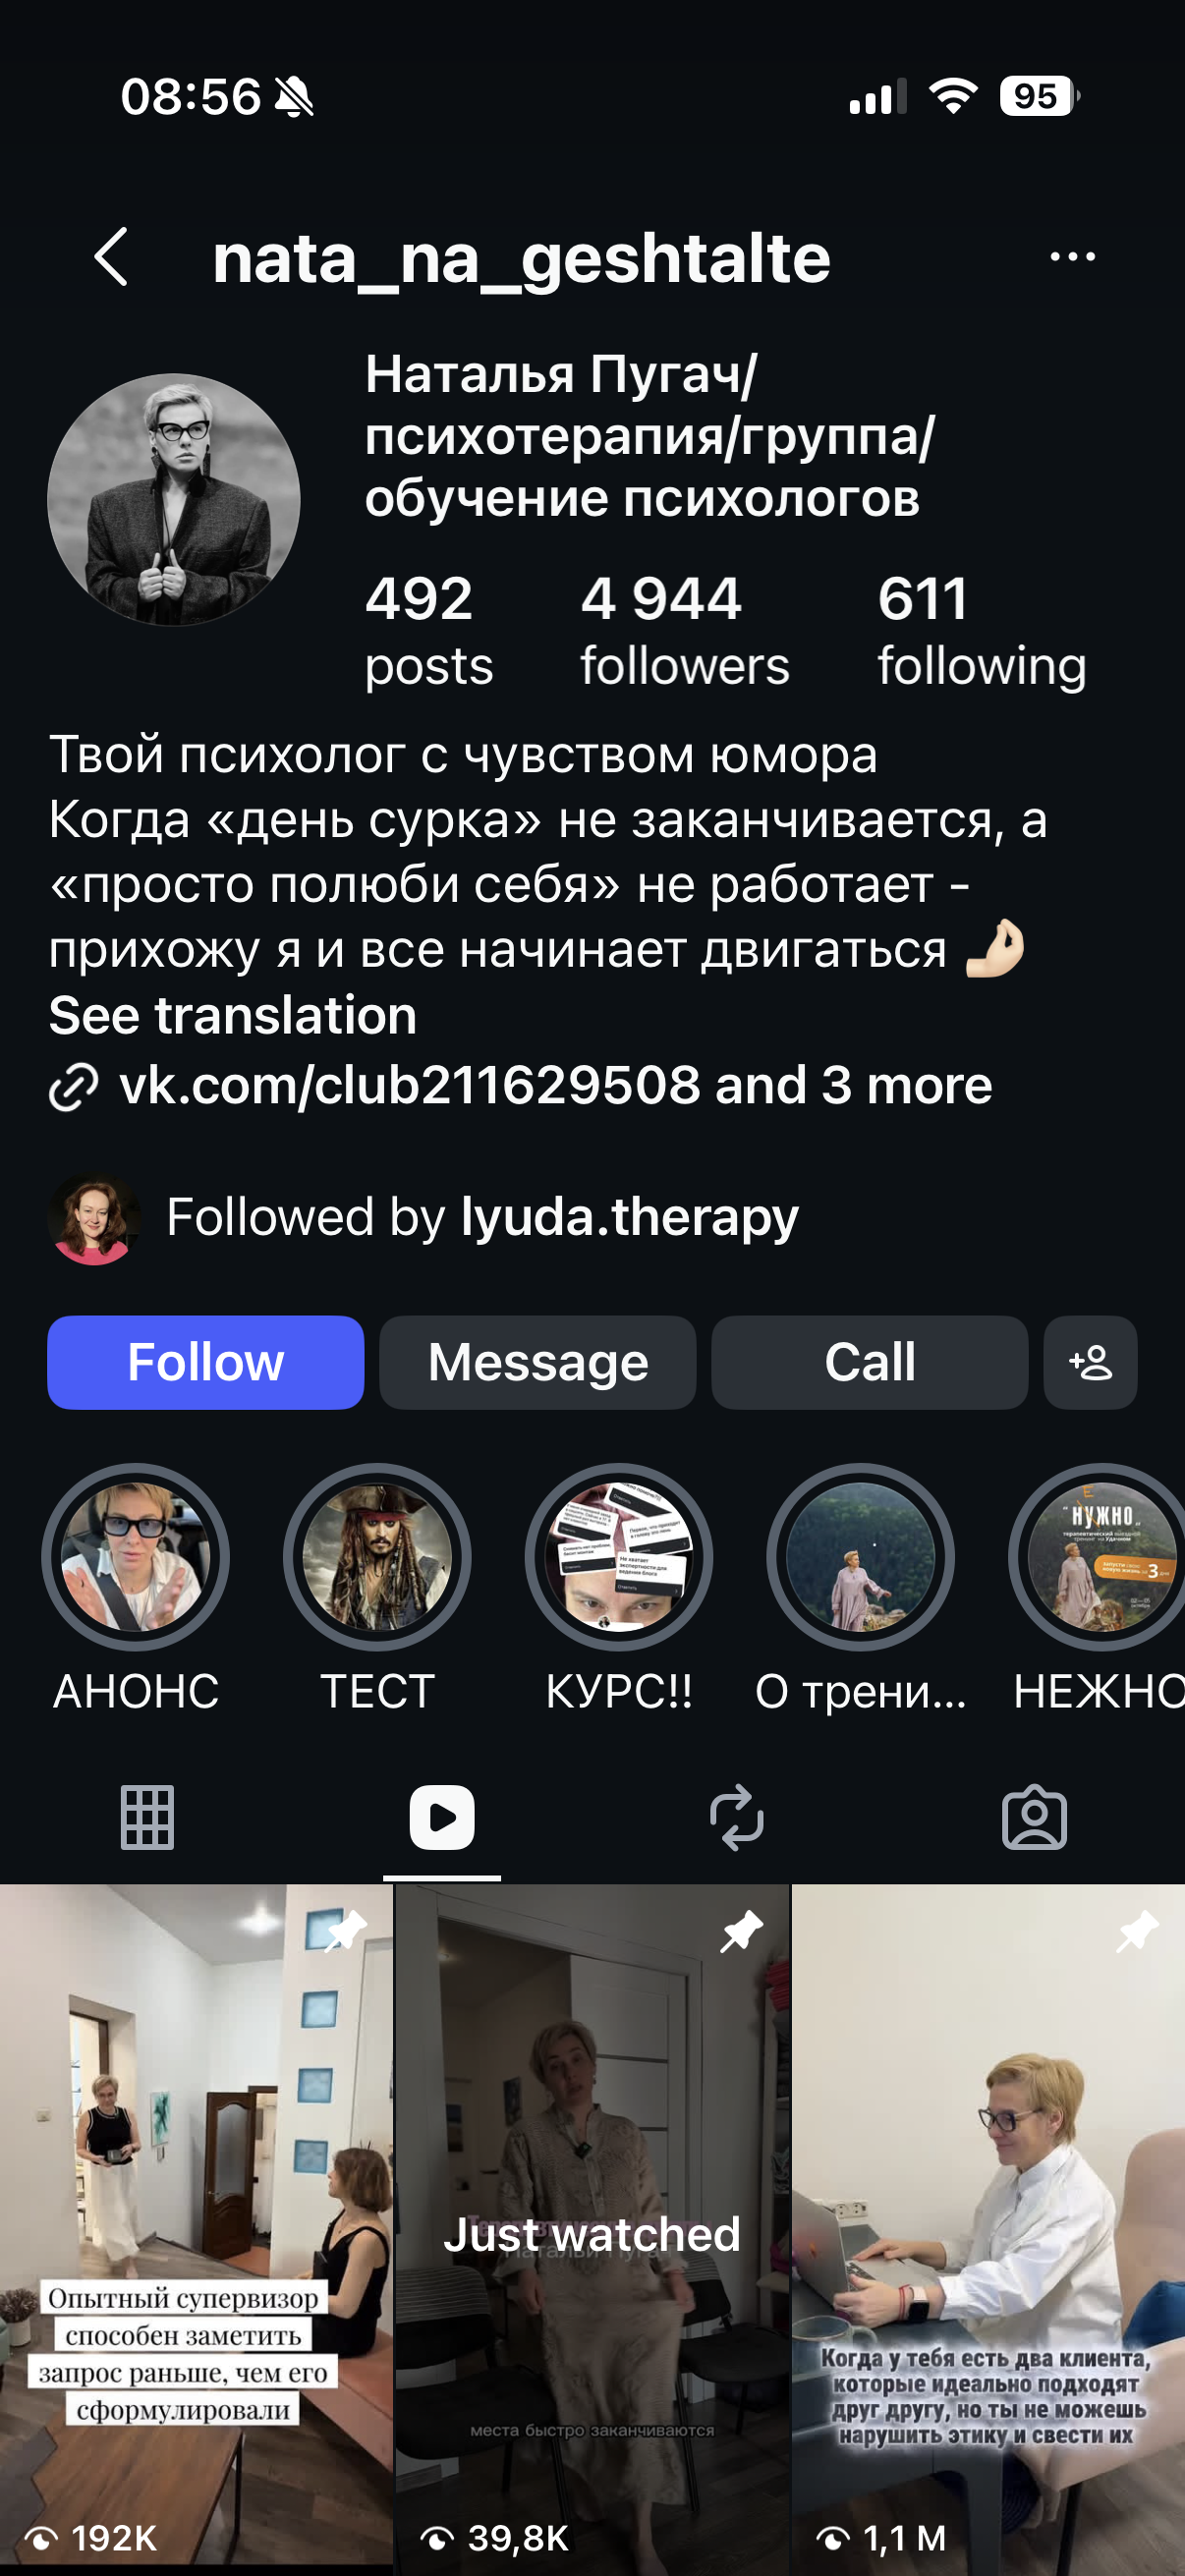 08:56
95
nata_na_geshtalte
Наталья Пугач/
психотерапия/группа/
обучение психологов
492 4 944 611
posts followers following
Твой психолог с чувством юмора
Когда «день сурка» не заканчивается, а
«просто полюби себя» не работает -
прихожу я и все начинает двигаться 🤌🏻
See translation
vk.com/club211629508 and 3 more
Followed by lyuda.therapy
Follow Message Call
Е
"НУЖНО"
3
АНОНС ТЕСТ КУРС!! О трени... НЕЖНО
Опытный супервизор
способен заметить
запрос раньше, чем его
сформулировали
192K
Just watched
места быстро заканчиваются
39,8K
Когда у тебя есть два клиента,
которые идеально подходят
друг другу, но ты не можешь
нарушить этику и свести их
1,1 M